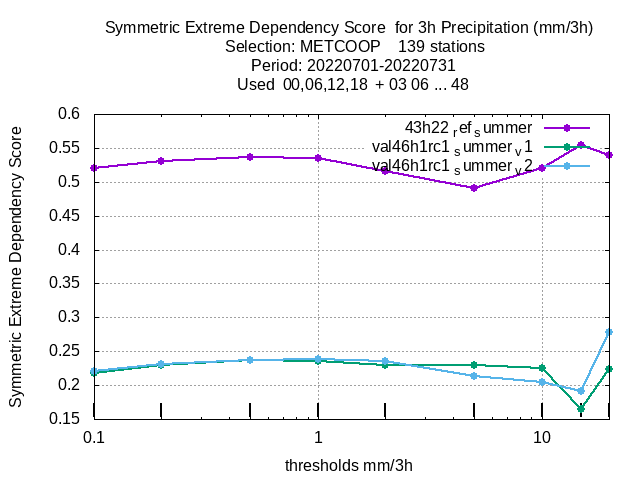 Symmetric Extreme Dependency Score for 3h Precipitation (mm/3h)
Selection: METCOOP 139 stations
Period: 20220701-20220731
Used 00,06,12,18 + 03 06 ... 48
Symmetric Extreme Dependency Score
0.6
0.55
0.5
0.45
0.4
0.35
0.3
0.25
0.2
0.15
43h22_ref_summer
val46h1rc1_summer_v1
val46h1rc1_summer_v2
0.1 1 10
thresholds mm/3h